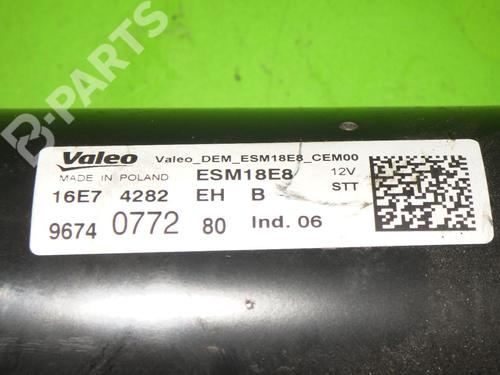 B-PARTS
Valeo Valeo_DEM_ESM18E8_CEM00
MADE IN POLAND ESM18E8 12V
16E7 4282 EH B STT
9674 0772 80 Ind. 06